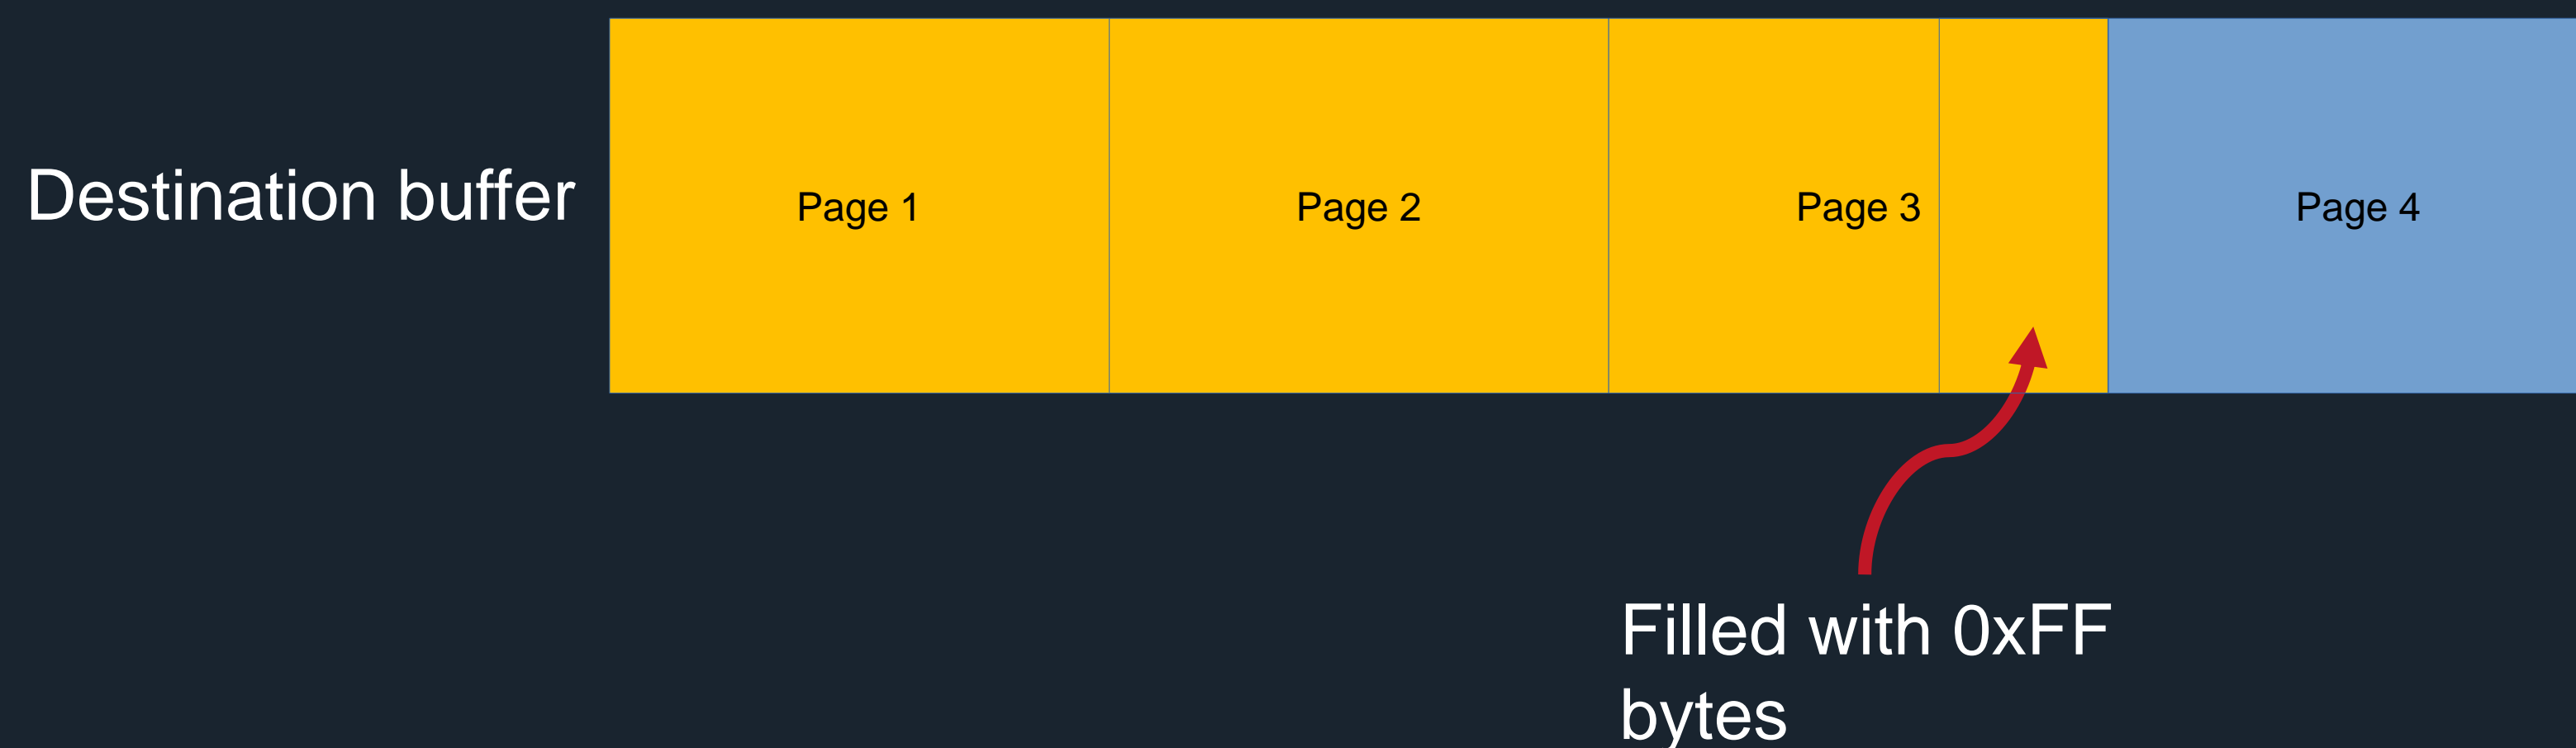 Destination buffer
Page 1
Page 2
Page 3
Page 4
Filled with 0xFF
bytes